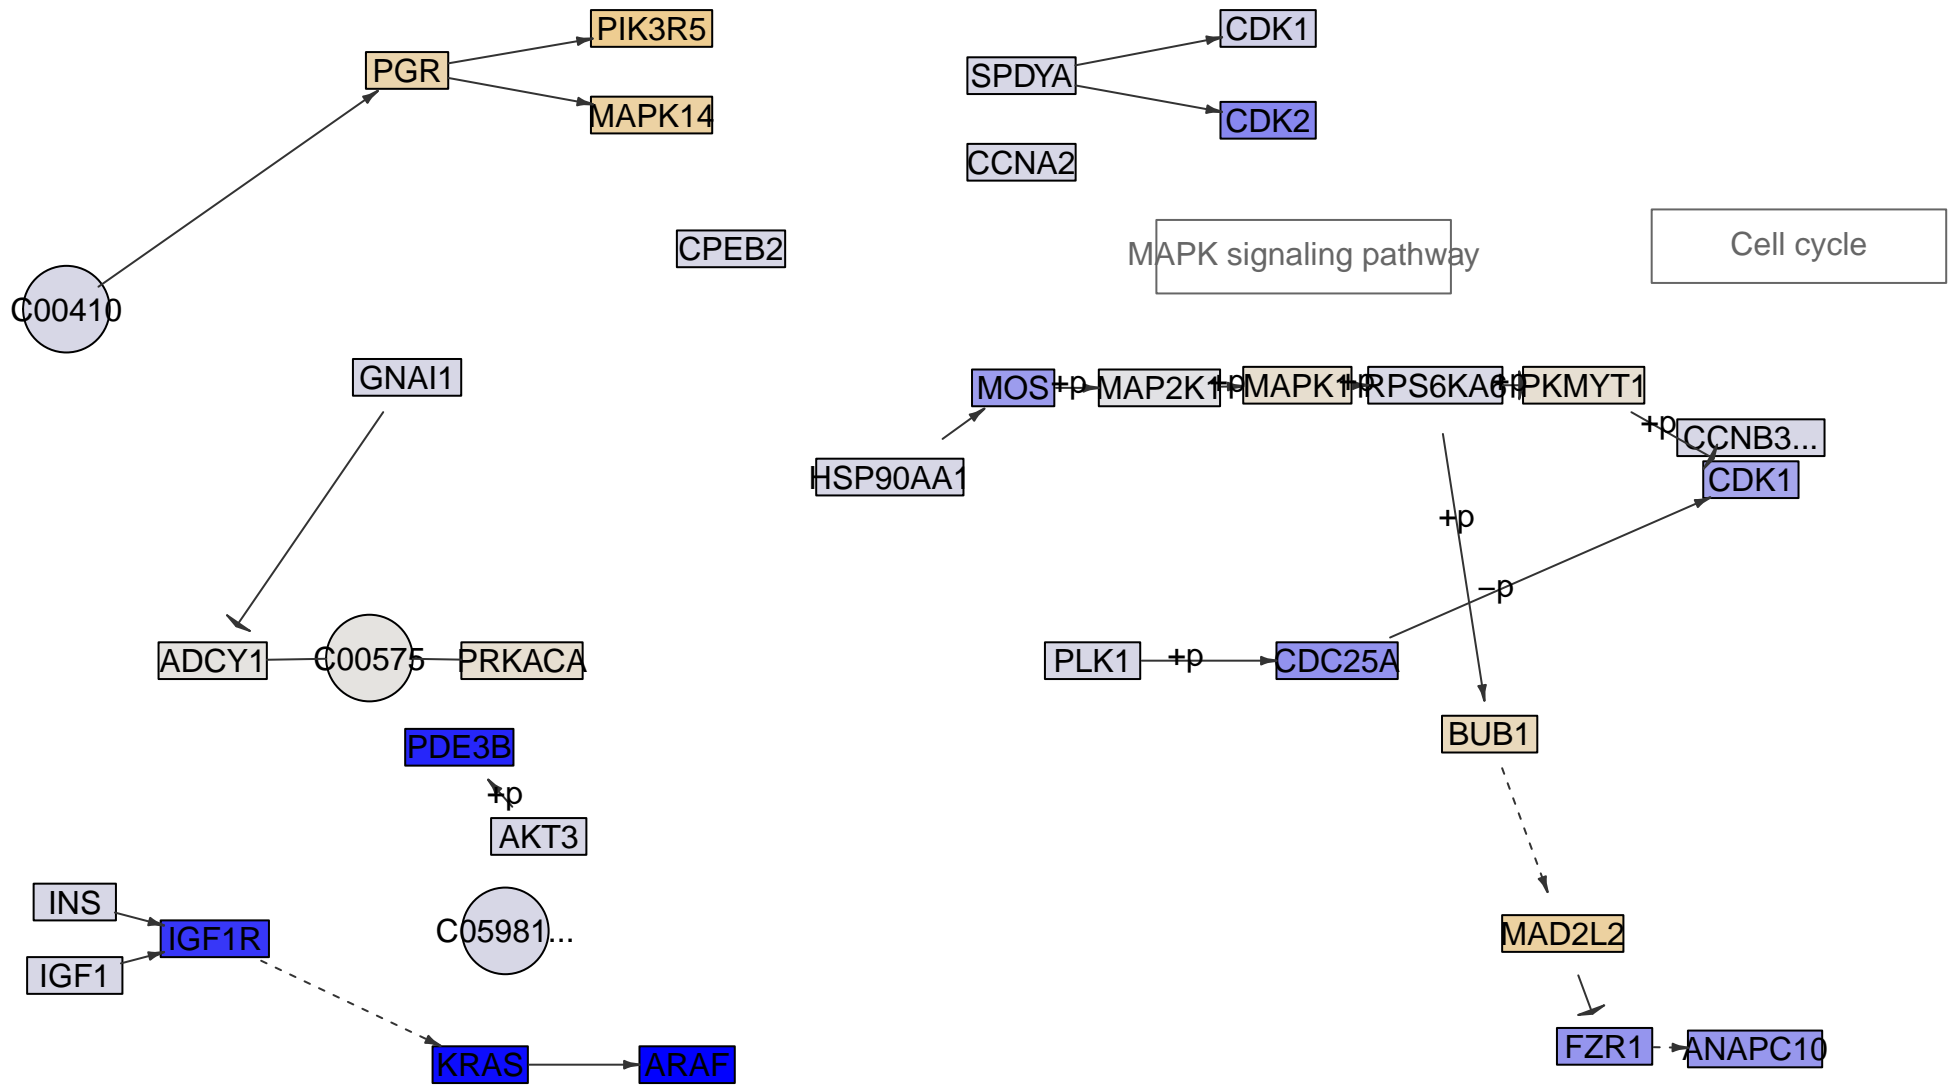 PIK3R5
CDK1
PGR
SPDYA
MAPK14
CDK2
CCNA2
CPEB2
MAPK signaling pathway
Cell cycle
C00410
GNAI1
MOS
+p
MAP2K1
+p
MAPK1
+p
RPS6KA6
+p
PKMYT1
+p
CCNB3...
HSP90AA1
CDK1
+p
−p
ADCY1
C00575
PRKACA
PLK1
+p
CDC25A
PDE3B
BUB1
+p
AKT3
INS
IGF1R
C05981...
MAD2L2
IGF1
KRAS
ARAF
FZR1
ANAPC10